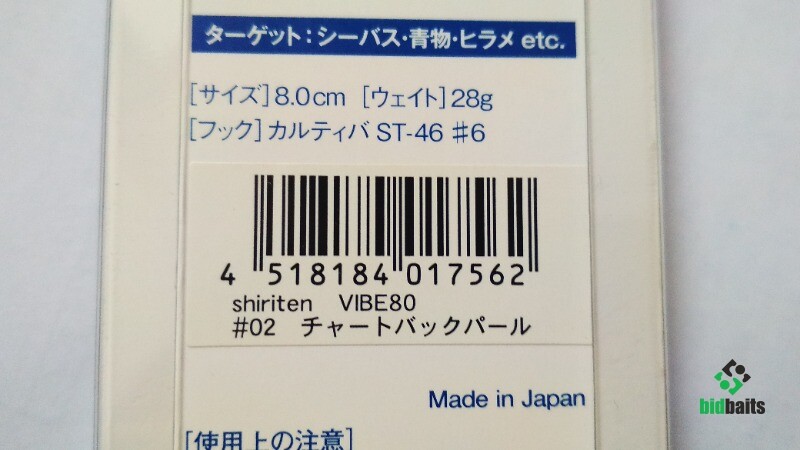 ターゲット：シーバス・青物・ヒラメ etc.
[サイズ] 8.0cm [ウェイト] 28g
[フック] カルティバ ST-46 #6
4 518184 017562
shiriten VIBE80
#02 チャートバックパール
Made in Japan
[使用上の注意]
bidbaits